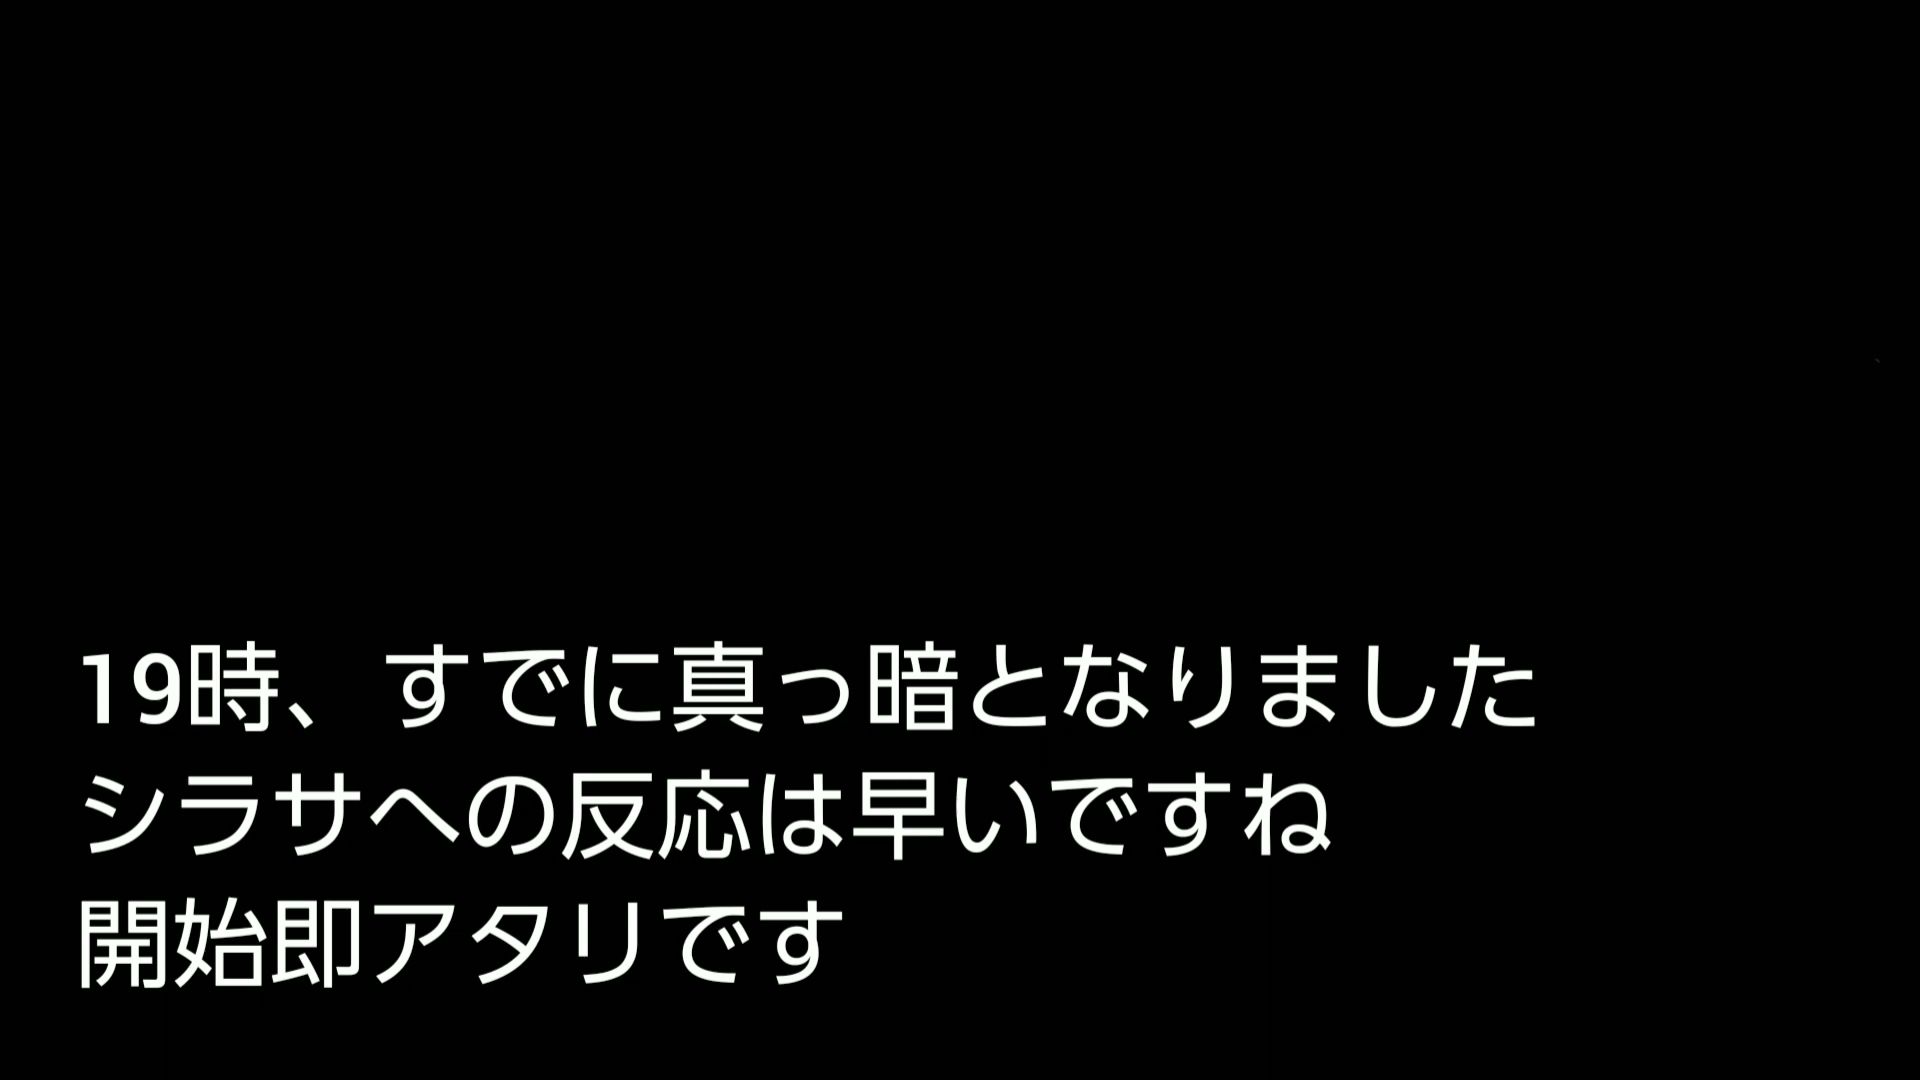 19時、すでに真っ暗となりました
シラサへの反応は早いですね
開始即アタリです